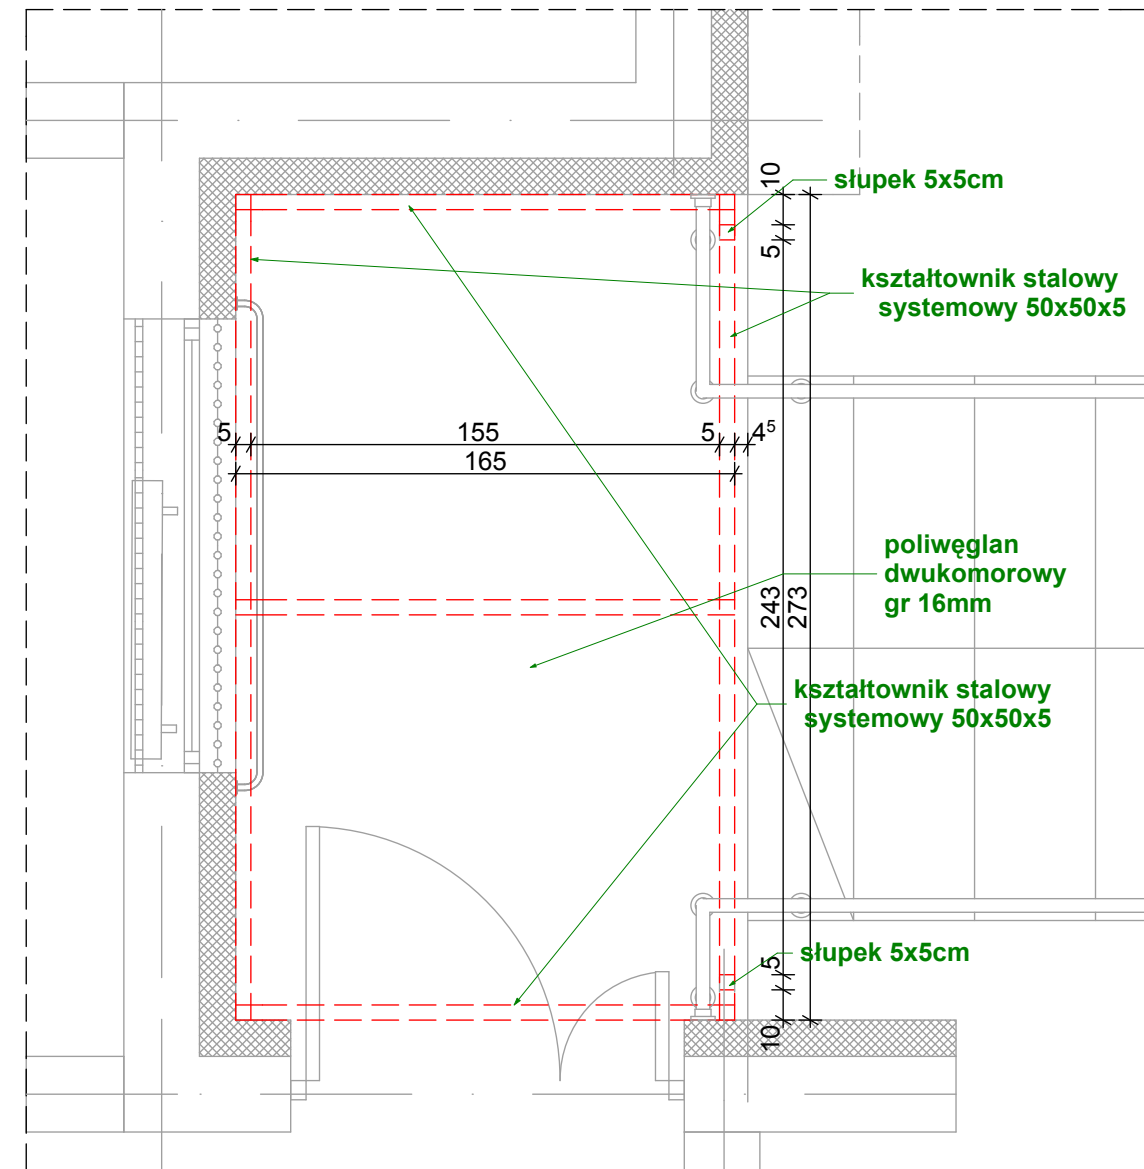 10
słupek 5x5cm
5
kształtownik stalowy
systemowy 50x50x5
5
155
5
4⁵
165
poliwęglan
dwukomorowy
gr 16mm
243
273
kształtownik stalowy
systemowy 50x50x5
5
słupek 5x5cm
10